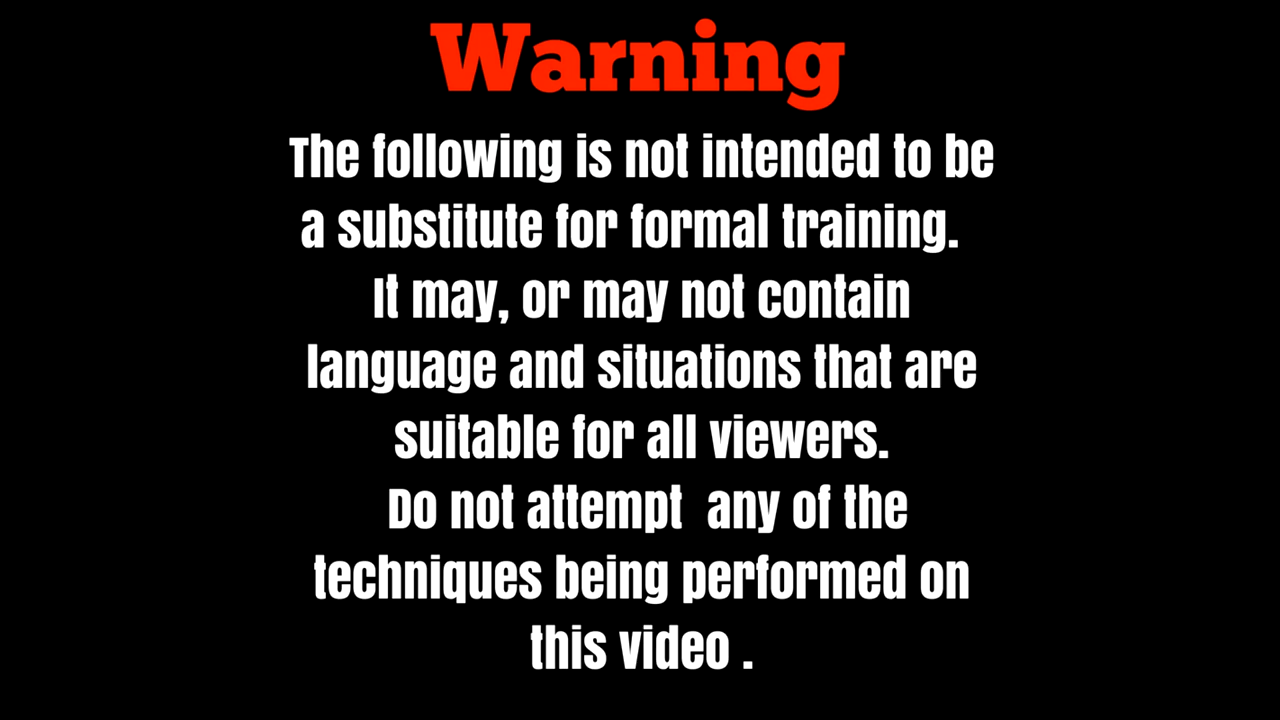 Warning
The following is not intended to be
a substitute for formal training.
It may, or may not contain
language and situations that are
suitable for all viewers.
Do not attempt  any of the
techniques being performed on
this video .